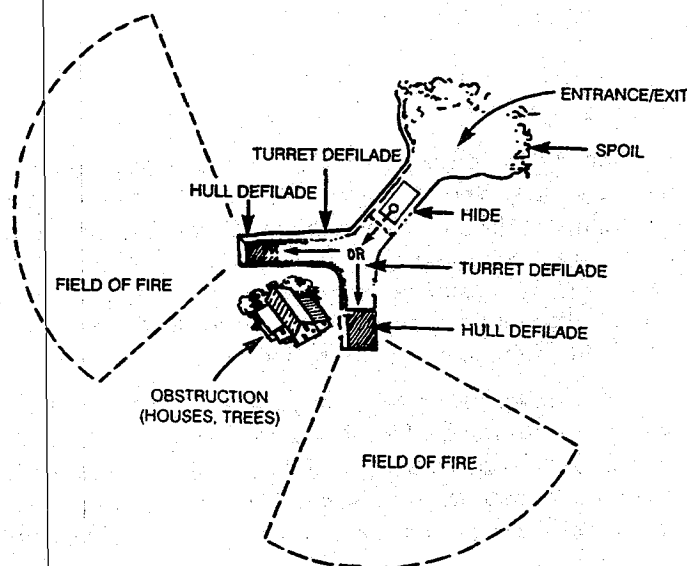 ENTRANCE/EXIT
SPOIL
TURRET DEFILADE
HULL DEFILADE
HIDE
OR
TURRET DEFILADE
FIELD OF FIRE
HULL DEFILADE
OBSTRUCTION
(HOUSES, TREES)
FIELD OF FIRE